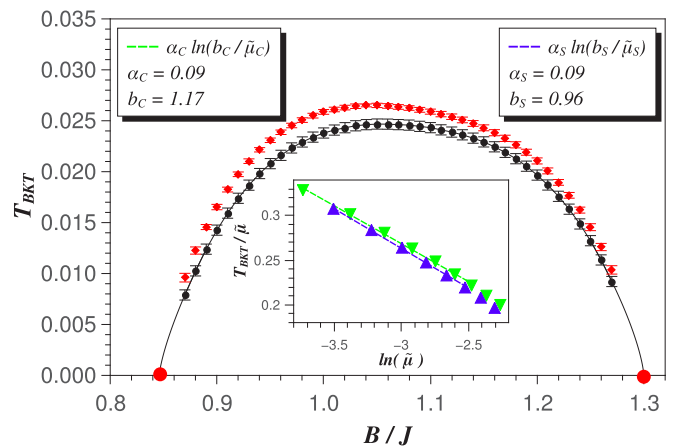 0.035
0.030
0.025
0.020
0.015
0.010
0.005
0.000
T_BKT
α_C ln(b_C / μ̃_C)
α_C = 0.09
b_C = 1.17
α_S ln(b_S / μ̃_S)
α_S = 0.09
b_S = 0.96
0.3
0.25
0.2
T_BKT / μ̃
−3.5 −3 −2.5
ln( μ̃ )
0.8 0.9 1.0 1.1 1.2 1.3
B / J